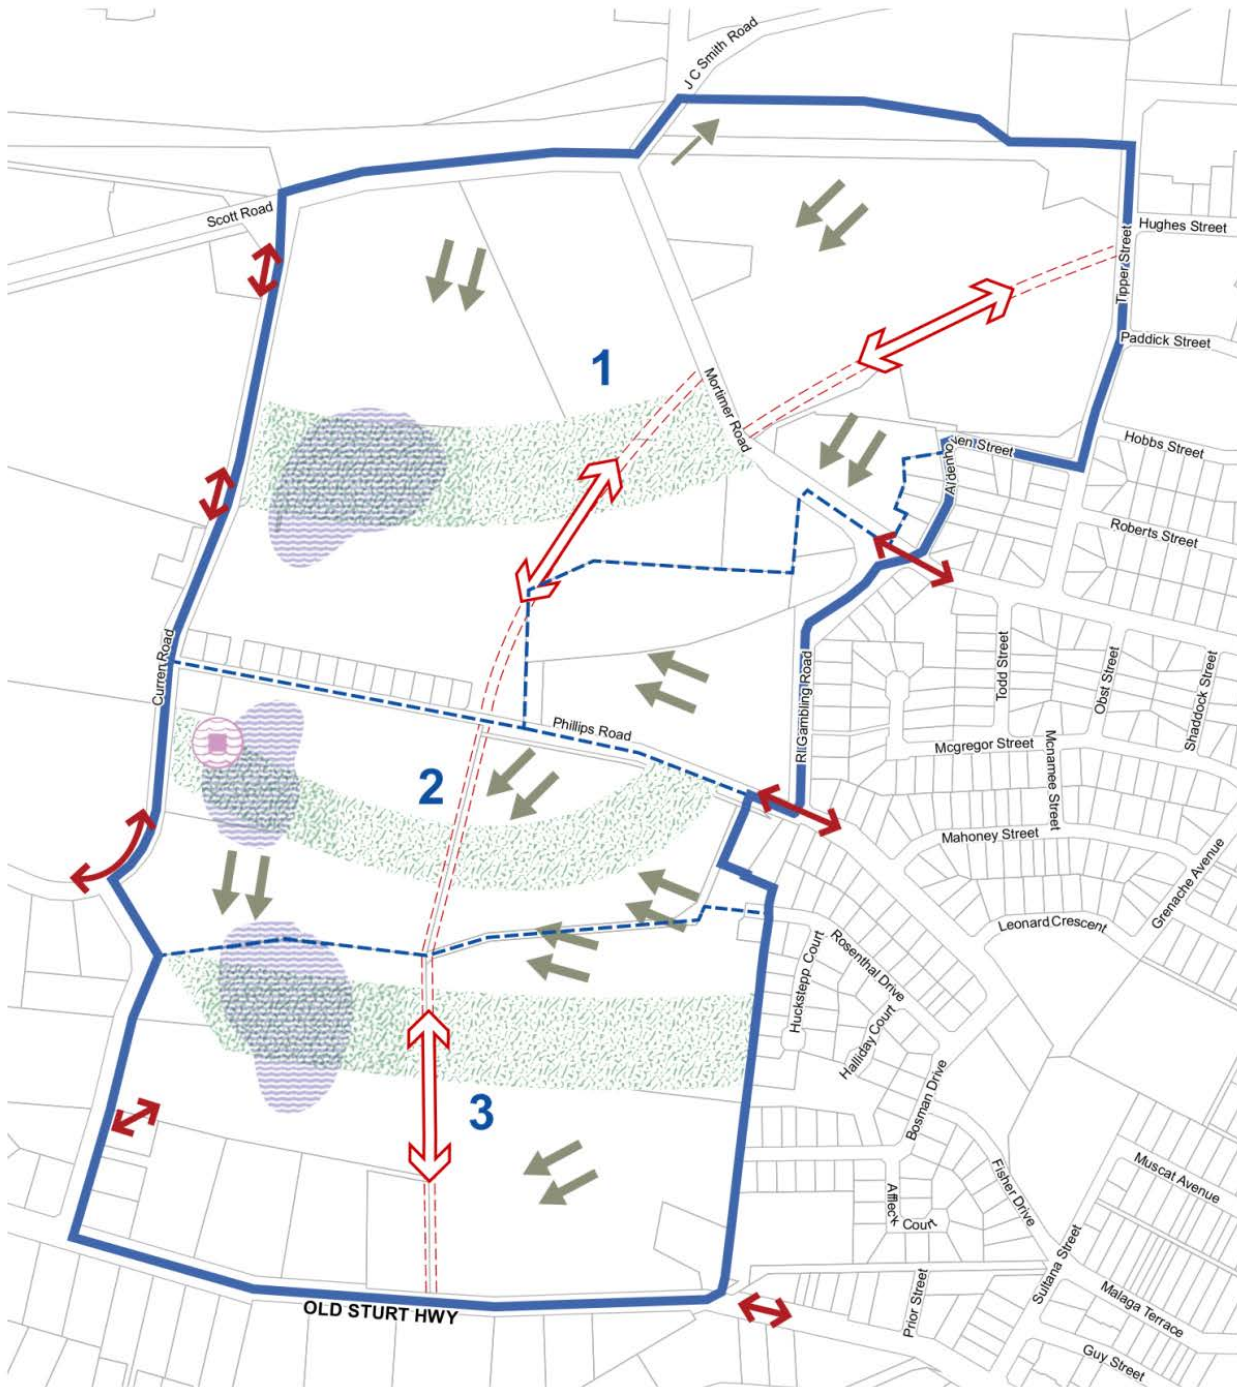 J C Smith Road
Scott Road
Hughes Street
Tipper Street
Paddick Street
1
Mortimer Road
Hobbs Street
Aldenho
en Street
Roberts Street
Curren Road
RI Gambling Road
Todd Street
Obst Street
Shaddock Street
Phillips Road
Mcgregor Street
Mcnamee Street
2
Mahoney Street
Grenache Avenue
Leonard Crescent
Rosenthal Drive
Huckstepp Court
Halliday Court
3
Bosman Drive
Fisher Drive
Muscat Avenue
Affleck Court
Sultana Street
Prior Street
Malaga Terrace
OLD STURT HWY
Guy Street